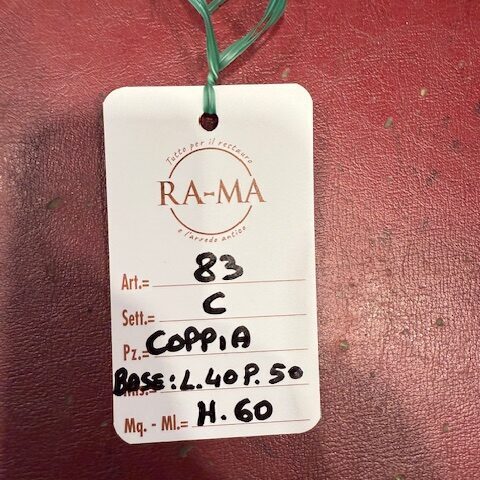 Tutto per il restauro
RA-MA
e l'arredo antico
Art.= 83
Sett.= C
Pz.= COPPIA
BASE: L.40 P.50
Mq. - Ml.= H.60